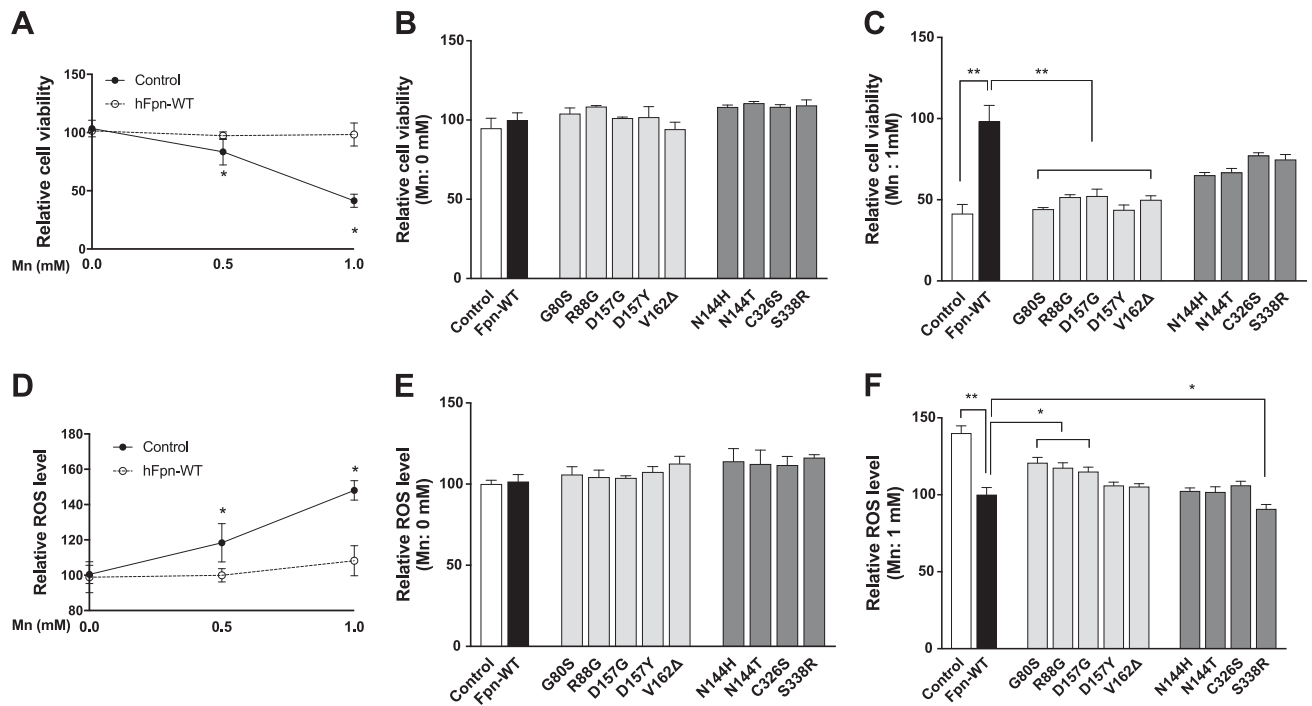 A
Relative cell viability
150
100
50
0
Control
hFpn-WT
*
*
Mn (mM)
0.0
0.5
1.0
B
Relative cell viability
(Mn: 0 mM)
150
100
50
0
Control
Fpn-WT
G80S
R88G
D157G
D157Y
V162Δ
N144H
N144T
C326S
S338R
C
Relative cell viability
(Mn : 1mM)
150
100
50
0
**
**
Control
Fpn-WT
G80S
R88G
D157G
D157Y
V162Δ
N144H
N144T
C326S
S338R
D
Relative ROS level
180
160
140
120
100
80
Control
hFpn-WT
*
*
Mn (mM)
0.0
0.5
1.0
E
Relative ROS level
(Mn: 0 mM)
150
100
50
0
Control
Fpn-WT
G80S
R88G
D157G
D157Y
V162Δ
N144H
N144T
C326S
S338R
F
Relative ROS level
(Mn: 1 mM)
150
100
50
0
**
*
*
Control
Fpn-WT
G80S
R88G
D157G
D157Y
V162Δ
N144H
N144T
C326S
S338R